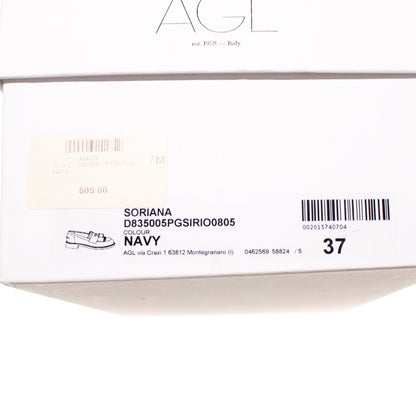 AGL
est. 1958 — Italy
7M
505.00
SORIANA
D835005PGSIRIO0805
COLOUR
NAVY
AGL via Craxi 1 63812 Montegranaro (I) 0462569 58824 / 5
002015740704
37